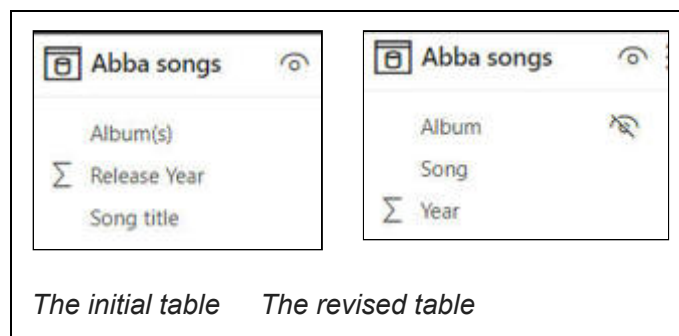 Abba songs
Album(s)
Σ Release Year
Song title
Abba songs
Album
Song
Σ Year
The initial table The revised table